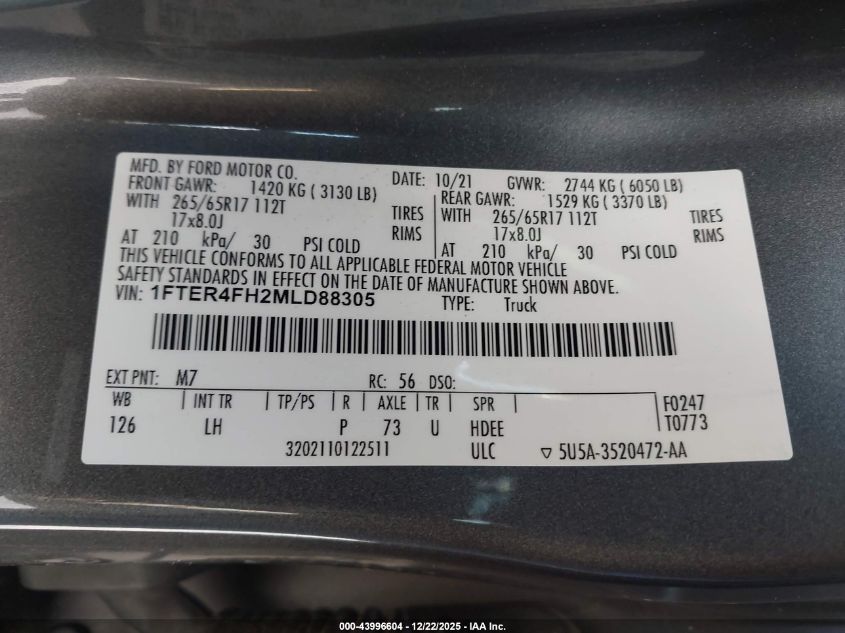 MFD. BY FORD MOTOR CO. DATE: 10/21 GVWR: 2744 KG ( 6050 LB)
FRONT GAWR: 1420 KG ( 3130 LB) REAR GAWR: 1529 KG ( 3370 LB)
WITH 265/65R17 112T TIRES WITH 265/65R17 112T TIRES
17x8.0J RIMS 17x8.0J RIMS
AT 210 kPa/ 30 PSI COLD AT 210 kPa/ 30 PSI COLD
THIS VEHICLE CONFORMS TO ALL APPLICABLE FEDERAL MOTOR VEHICLE
SAFETY STANDARDS IN EFFECT ON THE DATE OF MANUFACTURE SHOWN ABOVE.
VIN: 1FTER4FH2MLD88305 TYPE: Truck
EXT PNT: M7 RC: 56 DSO:
WB INT TR TP/PS R AXLE TR SPR F0247
126 LH P 73 U HDEE T0773
3202110122511 ULC ▽ 5U5A-3520472-AA
000-43996604 - 12/22/2025 - IAA Inc.